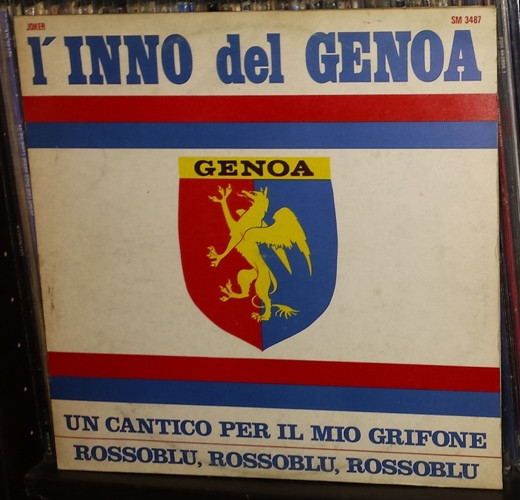 JOKER SM 3487
l'INNO del GENOA
GENOA
UN CANTICO PER IL MIO GRIFONE
ROSSOBLU, ROSSOBLU, ROSSOBLU